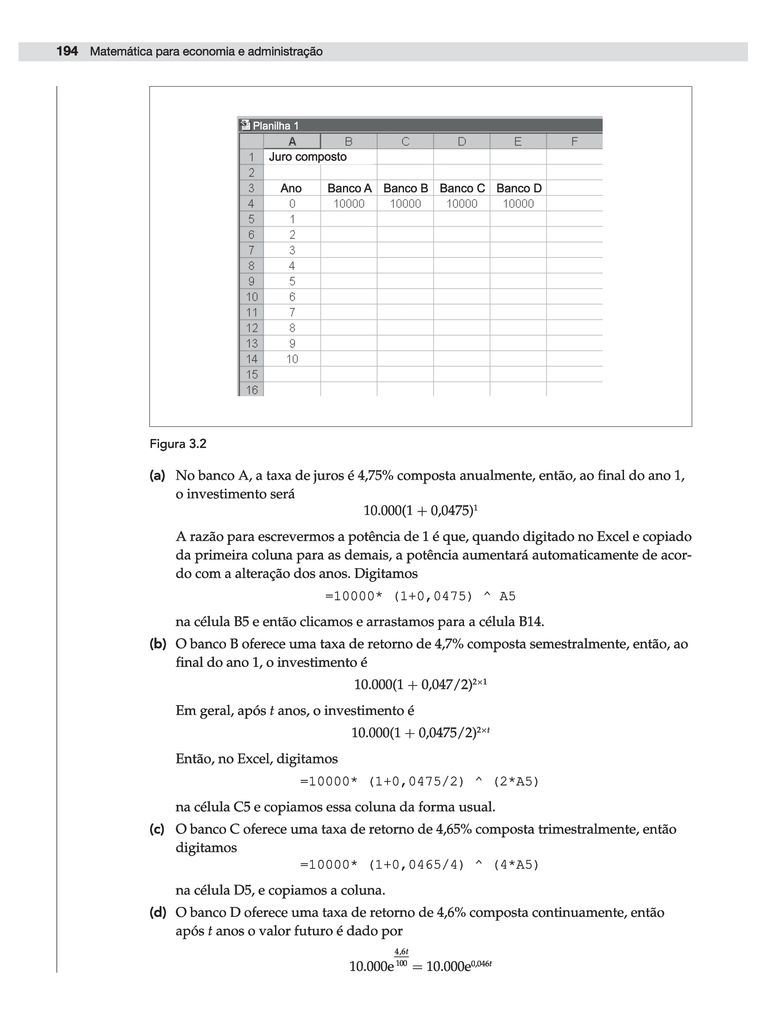 194 Matemática para economia e administração
Planilha 1
A B C D E F
1 Juro composto
2
3 Ano Banco A Banco B Banco C Banco D
4 0 10000 10000 10000 10000
5 1
6 2
7 3
8 4
9 5
10 6
11 7
12 8
13 9
14 10
15
16
Figura 3.2
(a) No banco A, a taxa de juros é 4,75% composta anualmente, então, ao final do ano 1,
o investimento será
10.000(1 + 0,0475)¹
A razão para escrevermos a potência de 1 é que, quando digitado no Excel e copiado
da primeira coluna para as demais, a potência aumentará automaticamente de acor-
do com a alteração dos anos. Digitamos
=10000* (1+0,0475) ^ A5
na célula B5 e então clicamos e arrastamos para a célula B14.
(b) O banco B oferece uma taxa de retorno de 4,7% composta semestralmente, então, ao
final do ano 1, o investimento é
10.000(1 + 0,047/2)²ˣ¹
Em geral, após t anos, o investimento é
10.000(1 + 0,0475/2)²ˣᵗ
Então, no Excel, digitamos
=10000* (1+0,0475/2) ^ (2*A5)
na célula C5 e copiamos essa coluna da forma usual.
(c) O banco C oferece uma taxa de retorno de 4,65% composta trimestralmente, então
digitamos
=10000* (1+0,0465/4) ^ (4*A5)
na célula D5, e copiamos a coluna.
(d) O banco D oferece uma taxa de retorno de 4,6% composta continuamente, então
após t anos o valor futuro é dado por
10.000e^(4,6t/100) = 10.000e^(0,046t)